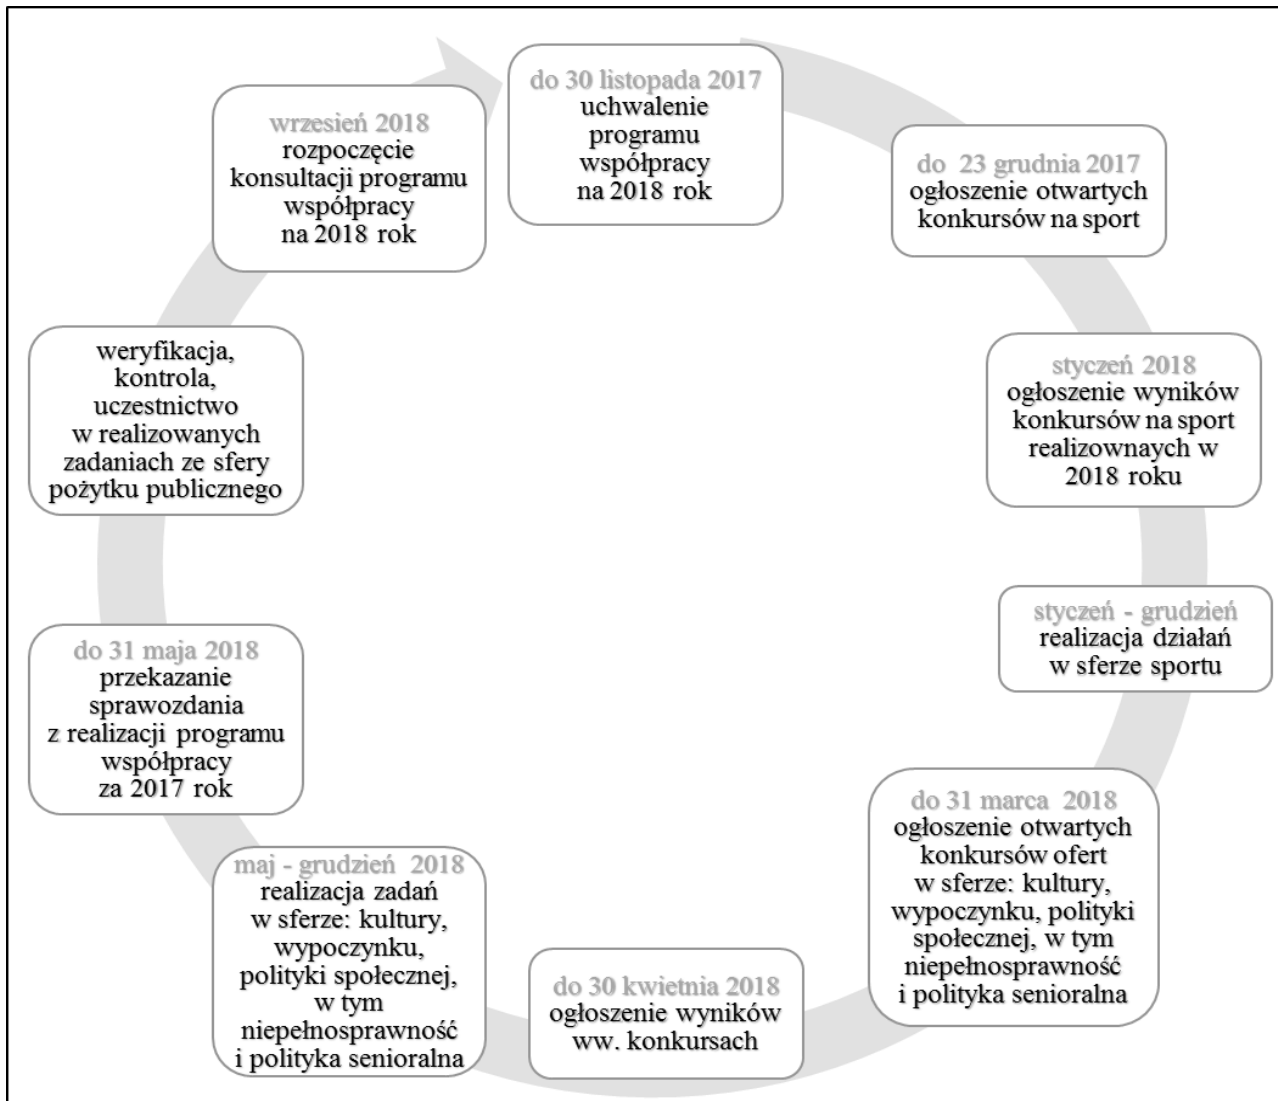 do 30 listopada 2017
uchwalenie
programu
współpracy
na 2018 rok
do 23 grudnia 2017
ogłoszenie otwartych
konkursów na sport
styczeń 2018
ogłoszenie wyników
konkursów na sport
realizownaych w
2018 roku
styczeń - grudzień
realizacja działań
w sferze sportu
do 31 marca 2018
ogłoszenie otwartych
konkursów ofert
w sferze: kultury,
wypoczynku, polityki
społecznej, w tym
niepełnosprawność
i polityka senioralna
do 30 kwietnia 2018
ogłoszenie wyników
ww. konkursach
maj - grudzień 2018
realizacja zadań
w sferze: kultury,
wypoczynku,
polityki społecznej,
w tym
niepełnosprawność
i polityka senioralna
do 31 maja 2018
przekazanie
sprawozdania
z realizacji programu
współpracy
za 2017 rok
weryfikacja,
kontrola,
uczestnictwo
w realizowanych
zadaniach ze sfery
pożytku publicznego
wrzesień 2018
rozpoczęcie
konsultacji programu
współpracy
na 2018 rok